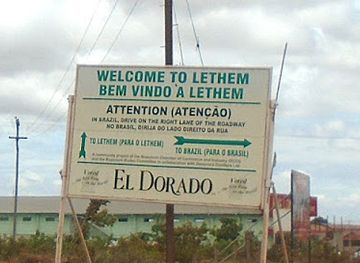 WELCOME TO LETHEM
BEM VINDO À LETHEM
ATTENTION (ATENCÃO)
IN BRAZIL, DRIVE ON THE RIGHT LANE OF THE ROADWAY
NO BRASIL, DIRIJA DO LADO DIREITO DA RUA
TO LETHEM (PARA O LETHEM)
TO BRAZIL (PARA O BRASIL)
EL DORADO